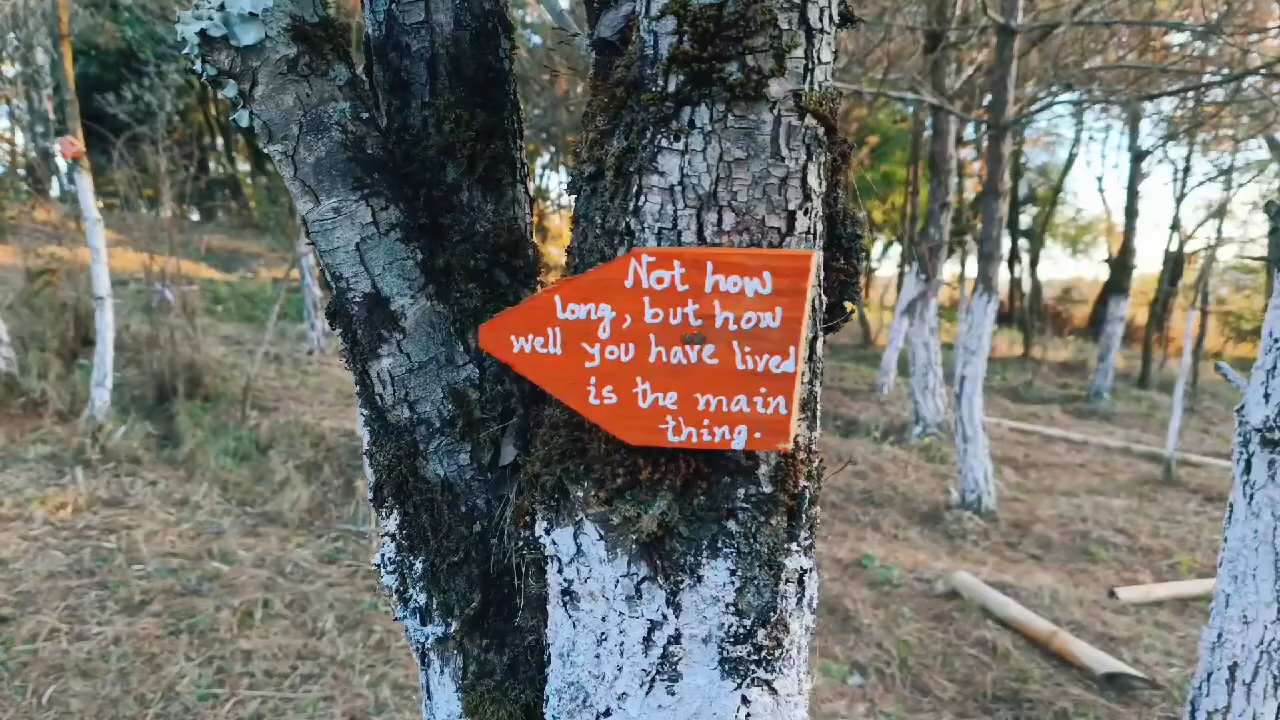 Not how
long, but how
well you have lived
is the main
thing.